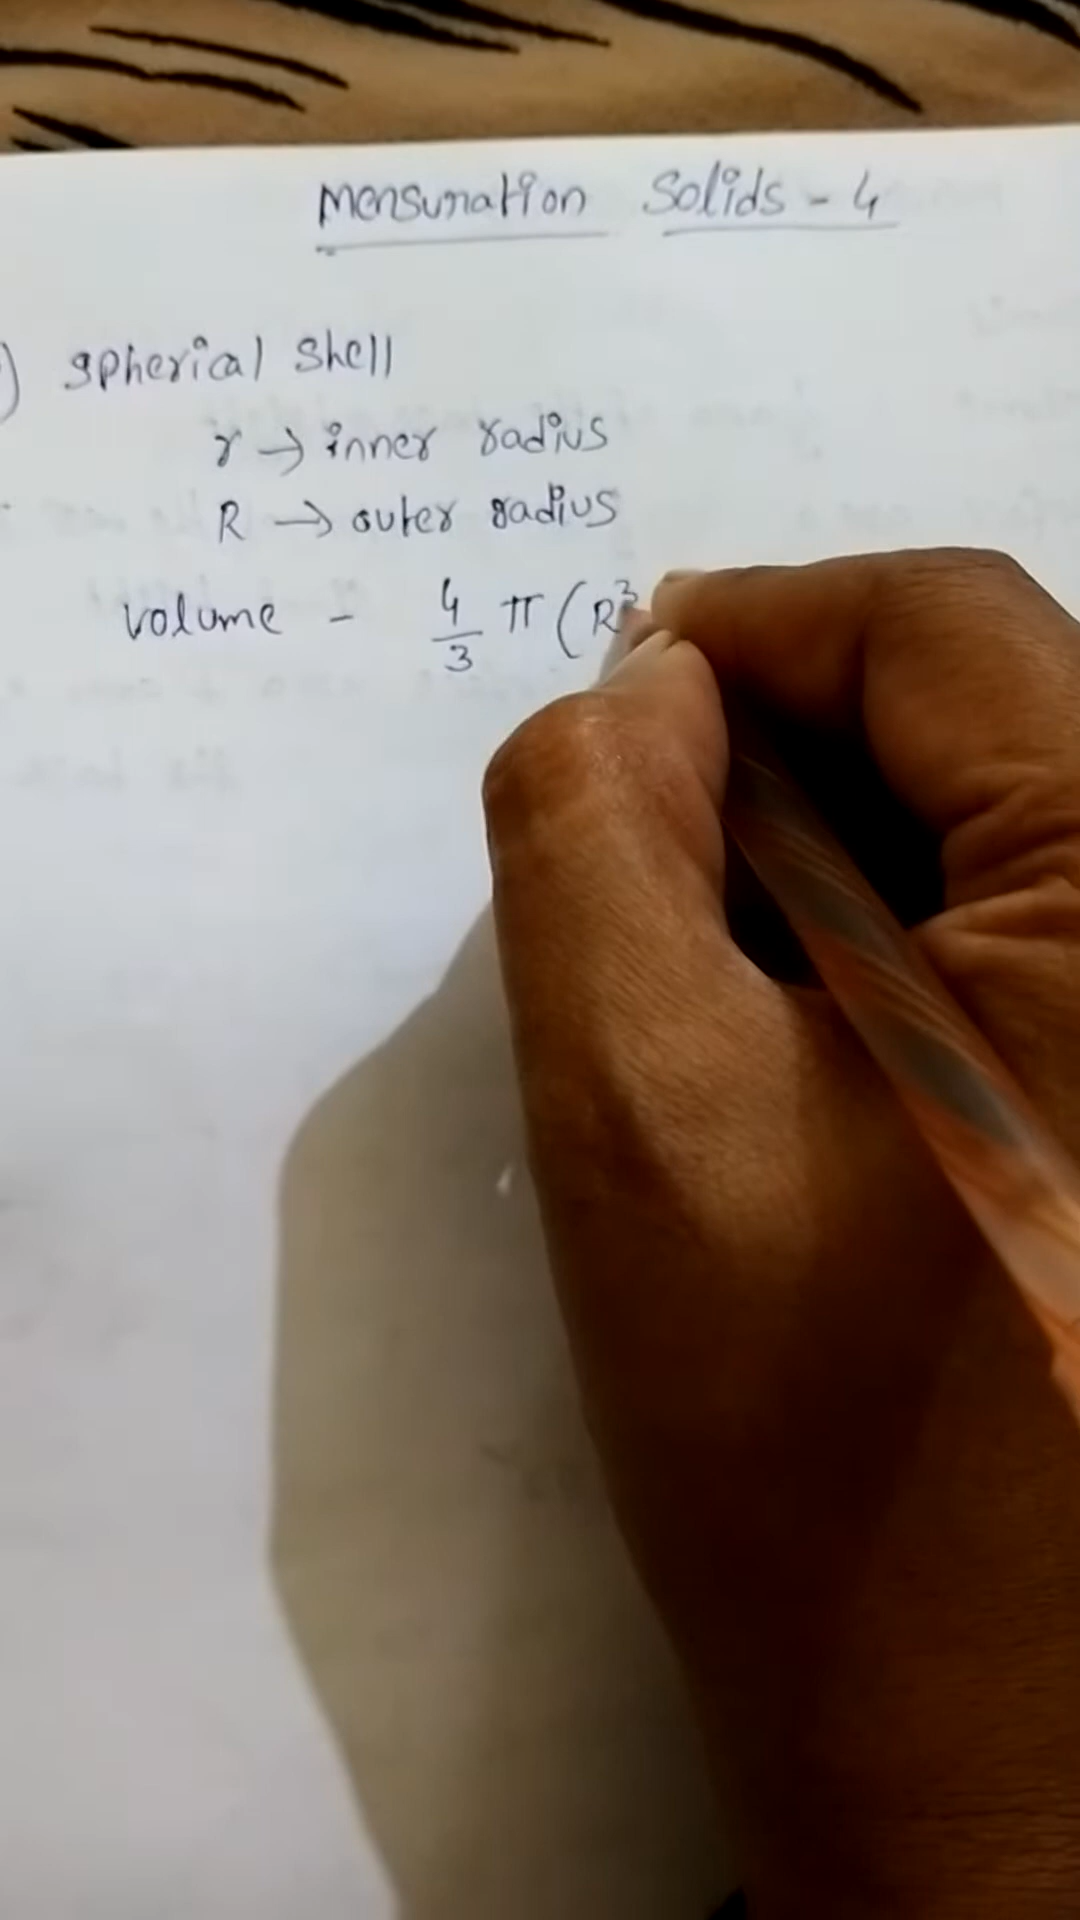 Mensuration Solids - 4
) Spherical Shell
r → inner radius
R → outer radius
Volume - 4/3 π (R³